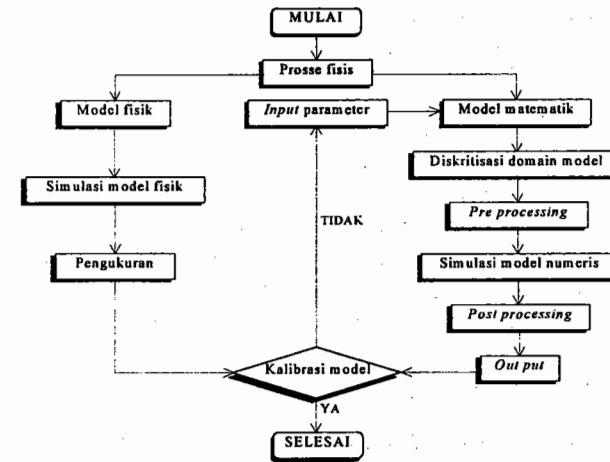 MULAI
Prosse fisis
Model fisik
Input parameter
Model matematik
Diskritisasi domain model
Simulasi model fisik
Pre processing
TIDAK
Pengukuran
Simulasi model numeris
Post processing
Kalibrasi model
Out put
YA
SELESAI